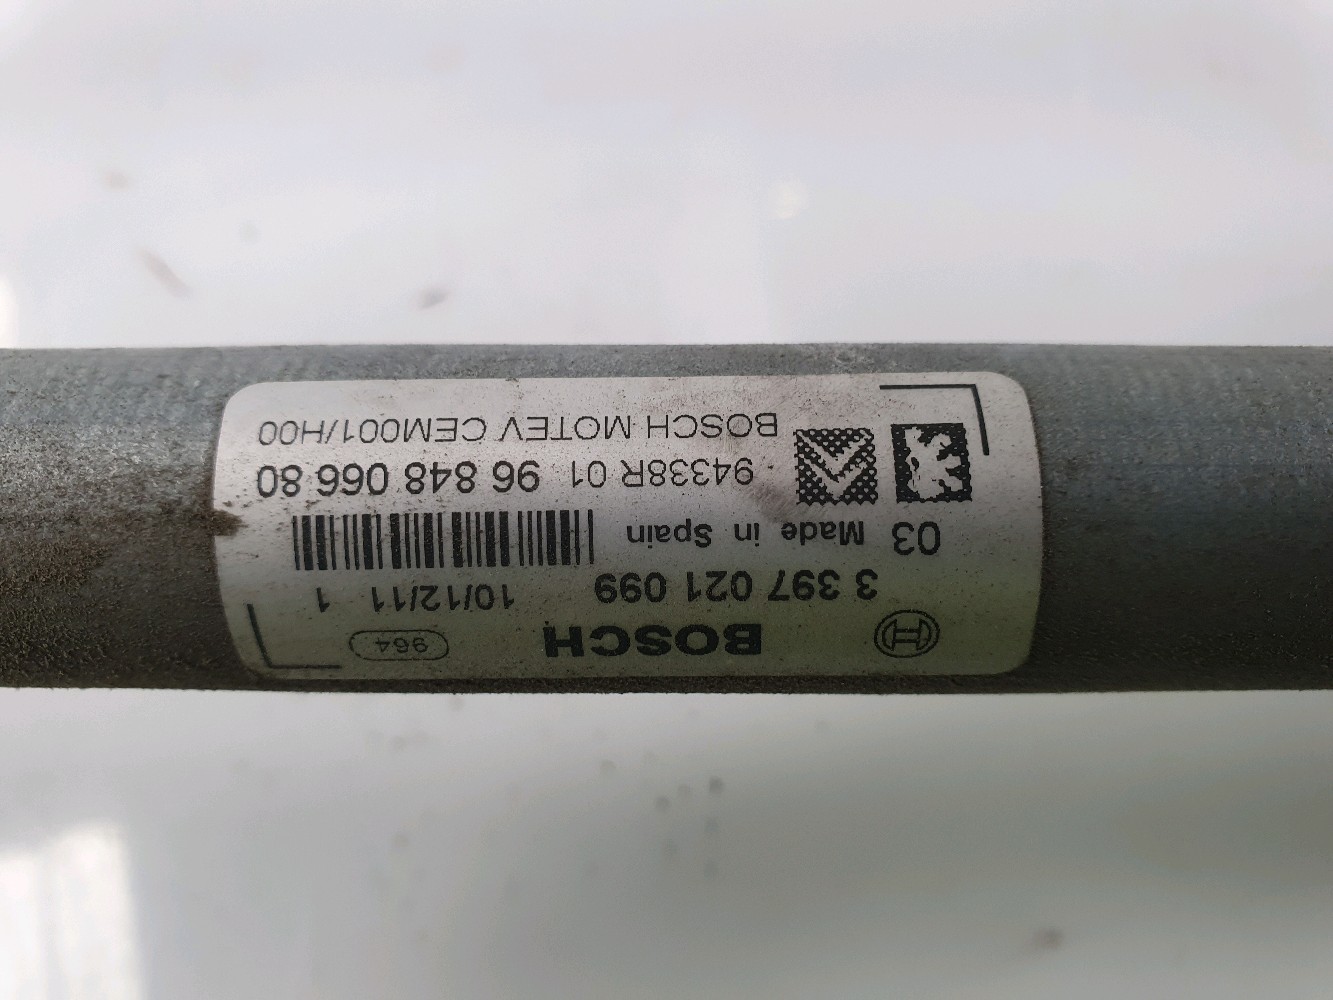 BOSCH 964
3 397 021 099 10/12/11 1
03 Made in Spain
94338R 01 96 848 066 80
BOSCH MOTEV CEM001/H00